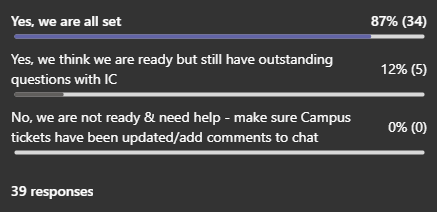 Yes, we are all set 87% (34)
Yes, we think we are ready but still have outstanding
questions with IC 12% (5)
No, we are not ready & need help - make sure Campus
tickets have been updated/add comments to chat 0% (0)
39 responses